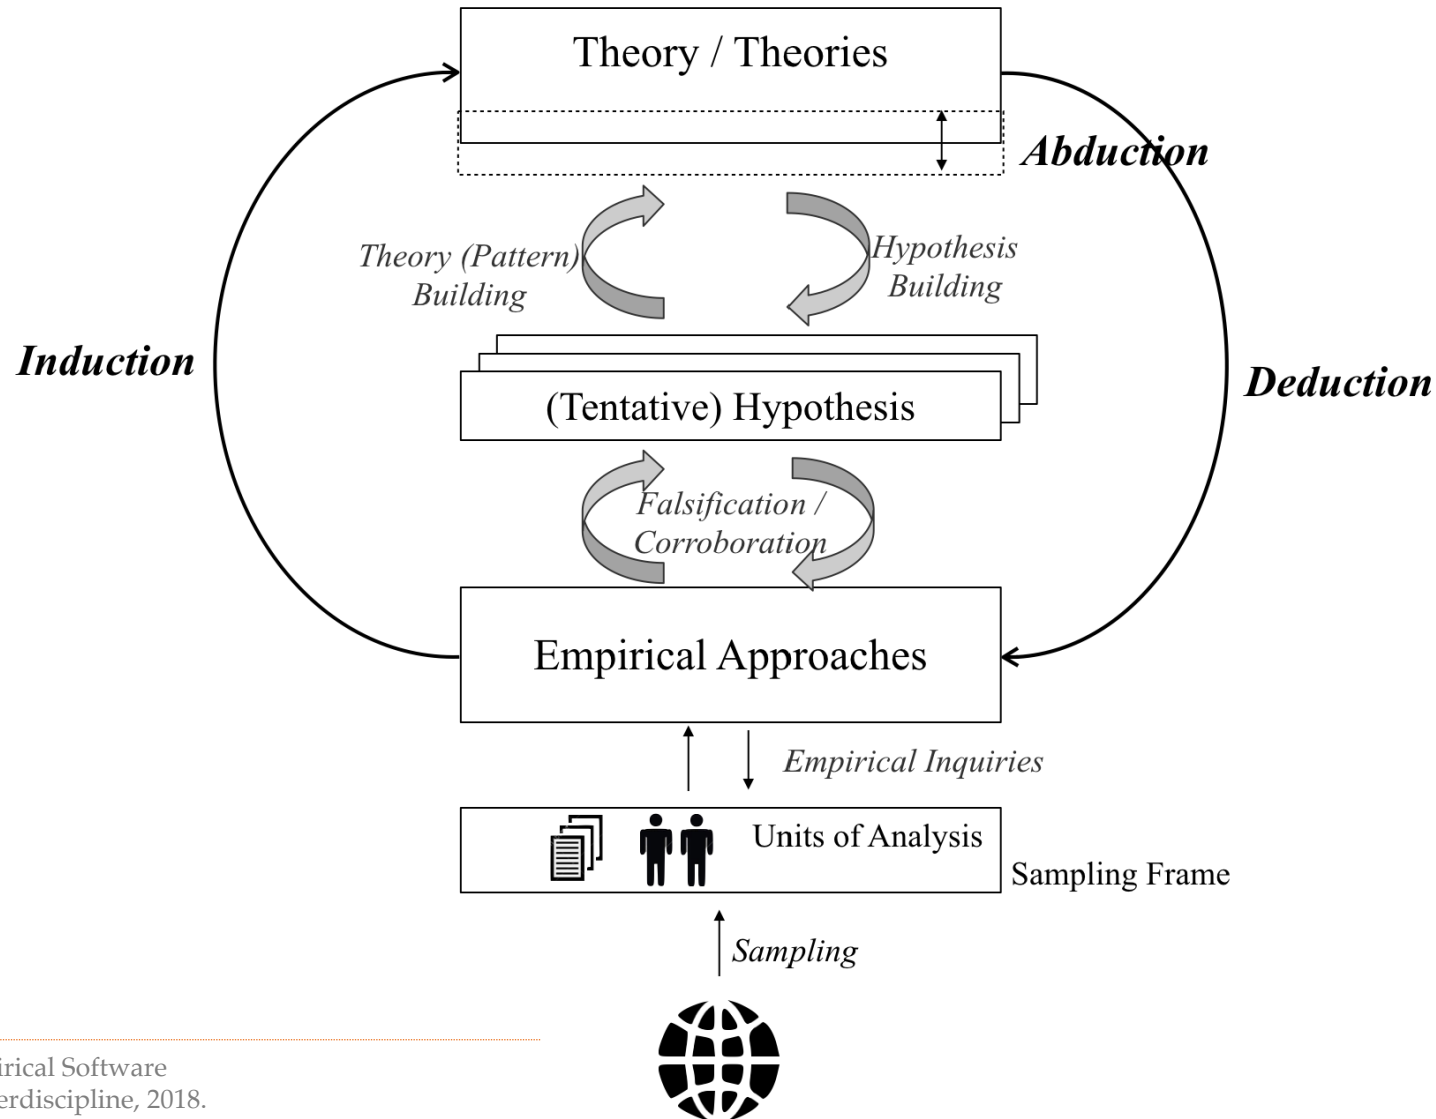 Theory / Theories
Abduction
Theory (Pattern)
Building
Hypothesis
Building
Induction
(Tentative) Hypothesis
Deduction
Falsification /
Corroboration
Empirical Approaches
Empirical Inquiries
Units of Analysis
Sampling Frame
Sampling
irical Software
erdiscipline, 2018.